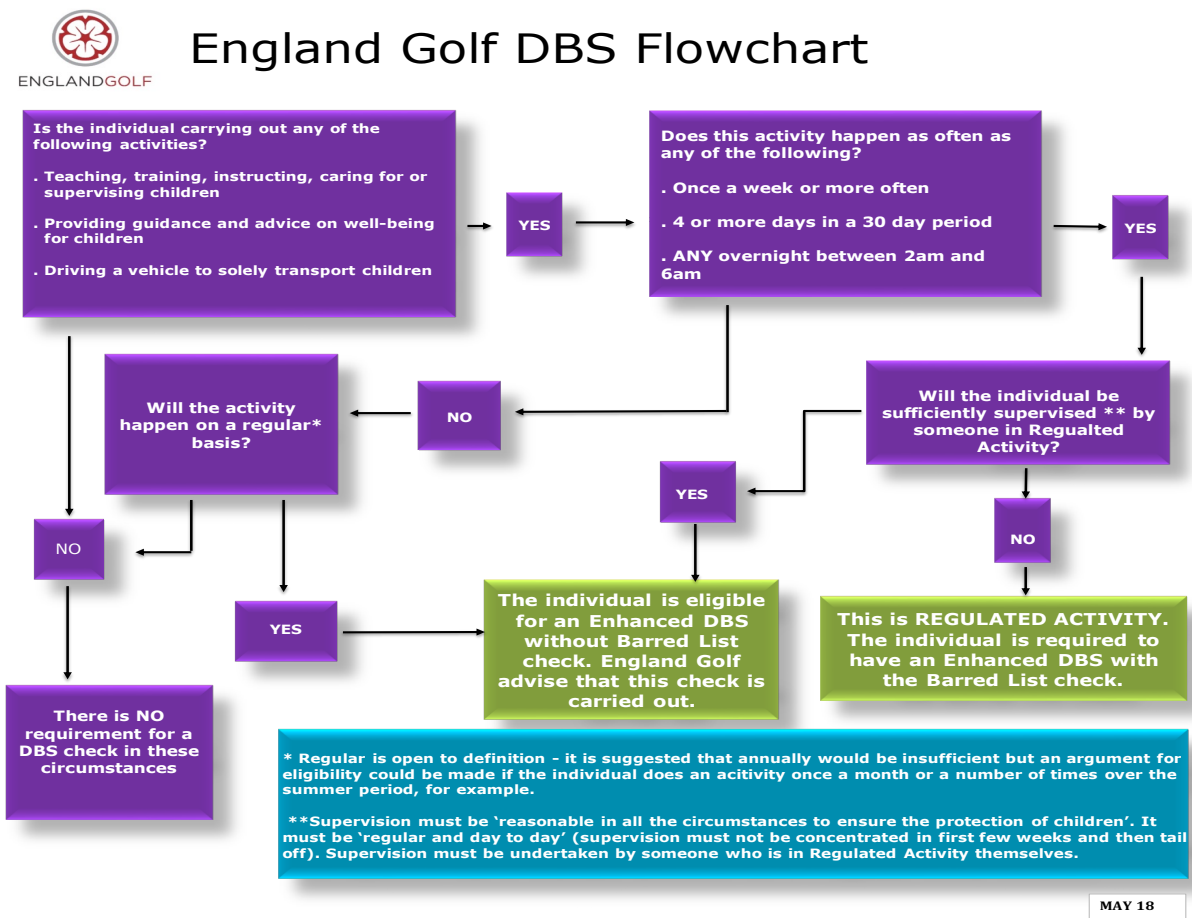 England Golf DBS Flowchart
ENGLANDGOLF
Is the individual carrying out any of the
following activities?
. Teaching, training, instructing, caring for or
supervising children
. Providing guidance and advice on well-being
for children
. Driving a vehicle to solely transport children
YES
Does this activity happen as often as
any of the following?
. Once a week or more often
. 4 or more days in a 30 day period
. ANY overnight between 2am and
6am
YES
Will the activity
happen on a regular*
basis?
NO
Will the individual be
sufficiently supervised ** by
someone in Regualted
Activity?
YES
NO
NO
YES
The individual is eligible
for an Enhanced DBS
without Barred List
check. England Golf
advise that this check is
carried out.
This is REGULATED ACTIVITY.
The individual is required to
have an Enhanced DBS with
the Barred List check.
There is NO
requirement for a
DBS check in these
circumstances
* Regular is open to definition - it is suggested that annually would be insufficient but an argument for
eligibility could be made if the individual does an acitivity once a month or a number of times over the
summer period, for example.
**Supervision must be ‘reasonable in all the circumstances to ensure the protection of children’. It
must be ‘regular and day to day’ (supervision must not be concentrated in first few weeks and then tail
off). Supervision must be undertaken by someone who is in Regulated Activity themselves.
MAY 18